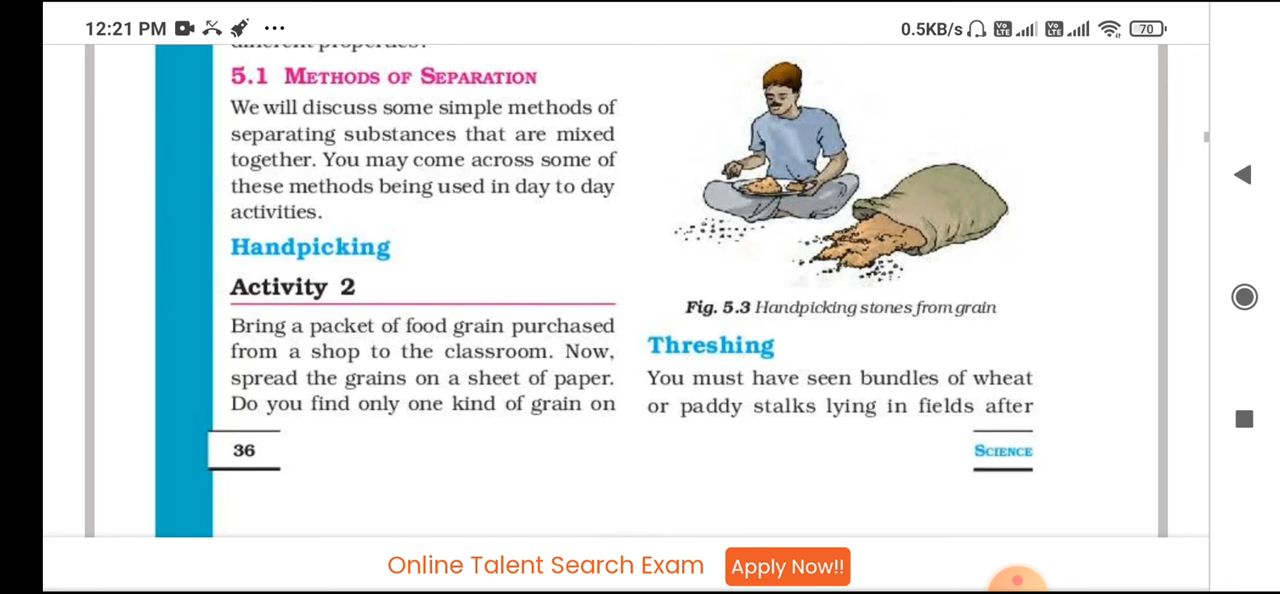 12:21 PM
0.5KB/s
70
different properties?
5.1 METHODS OF SEPARATION
We will discuss some simple methods of
separating substances that are mixed
together. You may come across some of
these methods being used in day to day
activities.
Handpicking
Activity 2
Bring a packet of food grain purchased
from a shop to the classroom. Now,
spread the grains on a sheet of paper.
Do you find only one kind of grain on
36
Fig. 5.3 Handpicking stones from grain
Threshing
You must have seen bundles of wheat
or paddy stalks lying in fields after
SCIENCE
Online Talent Search Exam
Apply Now!!